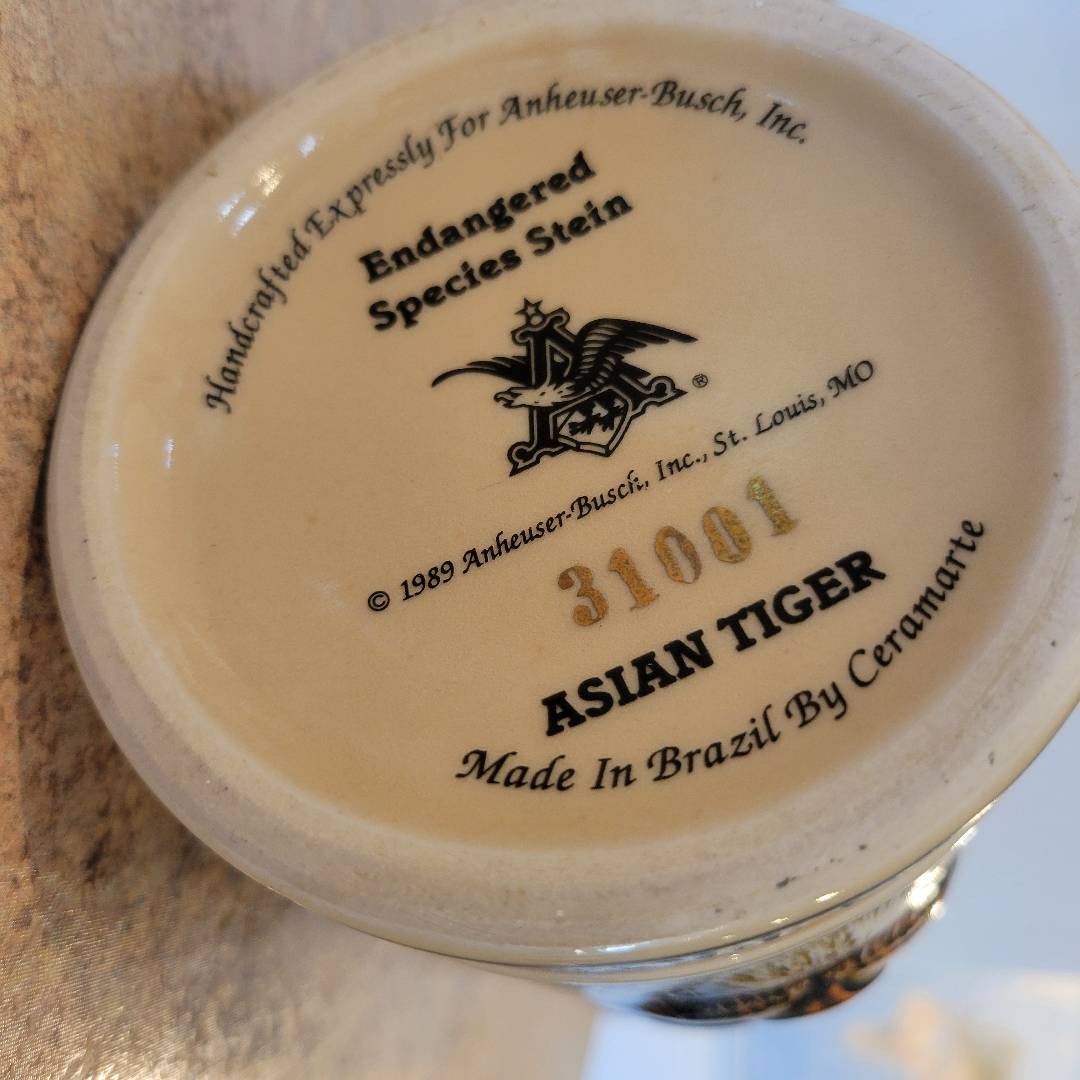 Handcrafted Expressly For Anheuser-Busch, Inc.
Endangered
Species Stein
®
© 1989 Anheuser-Busch, Inc., St. Louis, MO
31001
ASIAN TIGER
Made In Brazil By Ceramarte